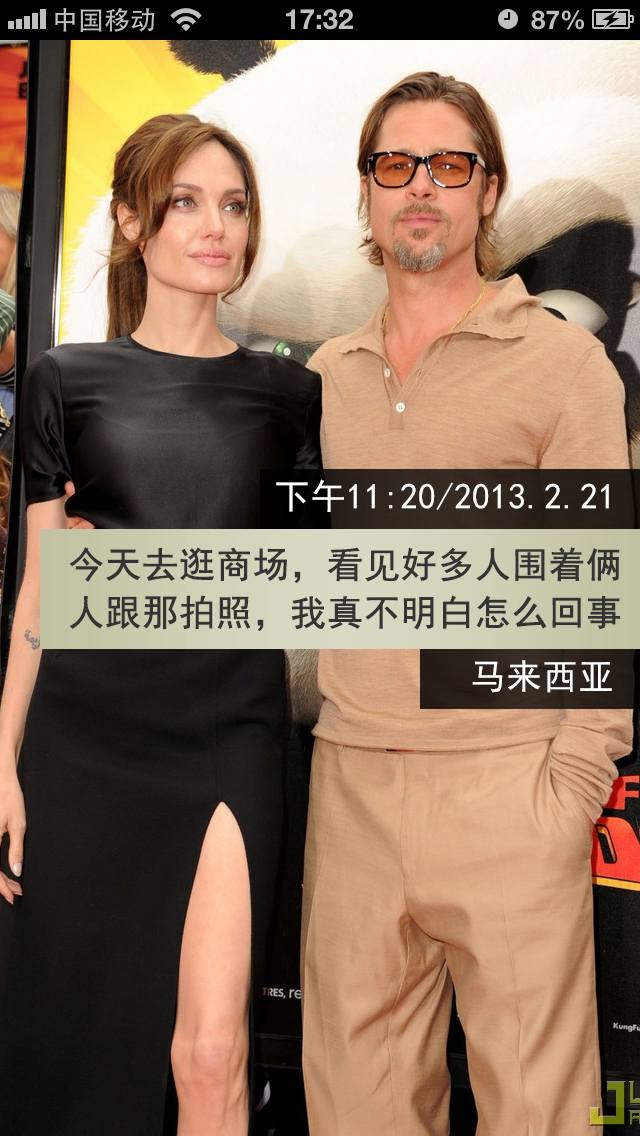 中国移动 17:32 87%
下午11:20/2013.2.21
今天去逛商场，看见好多人围着俩
人跟那拍照，我真不明白怎么回事
马来西亚
TRES,
KungFu